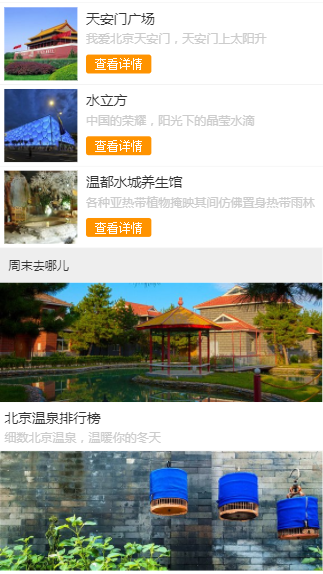 天安门广场
我爱北京天安门，天安门上太阳升
查看详情
水立方
中国的荣耀，阳光下的晶莹水滴
查看详情
温都水城养生馆
各种亚热带植物掩映其间仿佛置身热带雨林
查看详情
周末去哪儿
北京温泉排行榜
细数北京温泉，温暖你的冬天